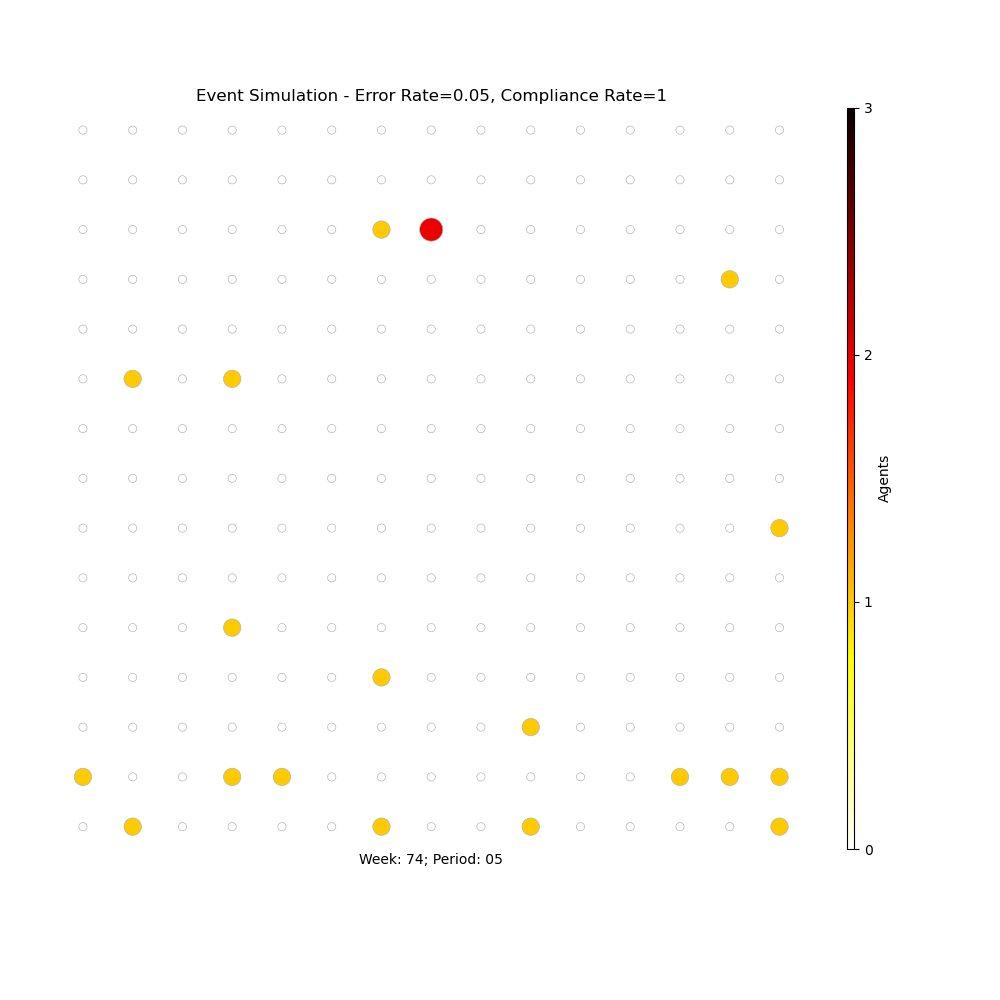 Event Simulation - Error Rate=0.05, Compliance Rate=1
3
2
Agents
1
0
Week: 74; Period: 05